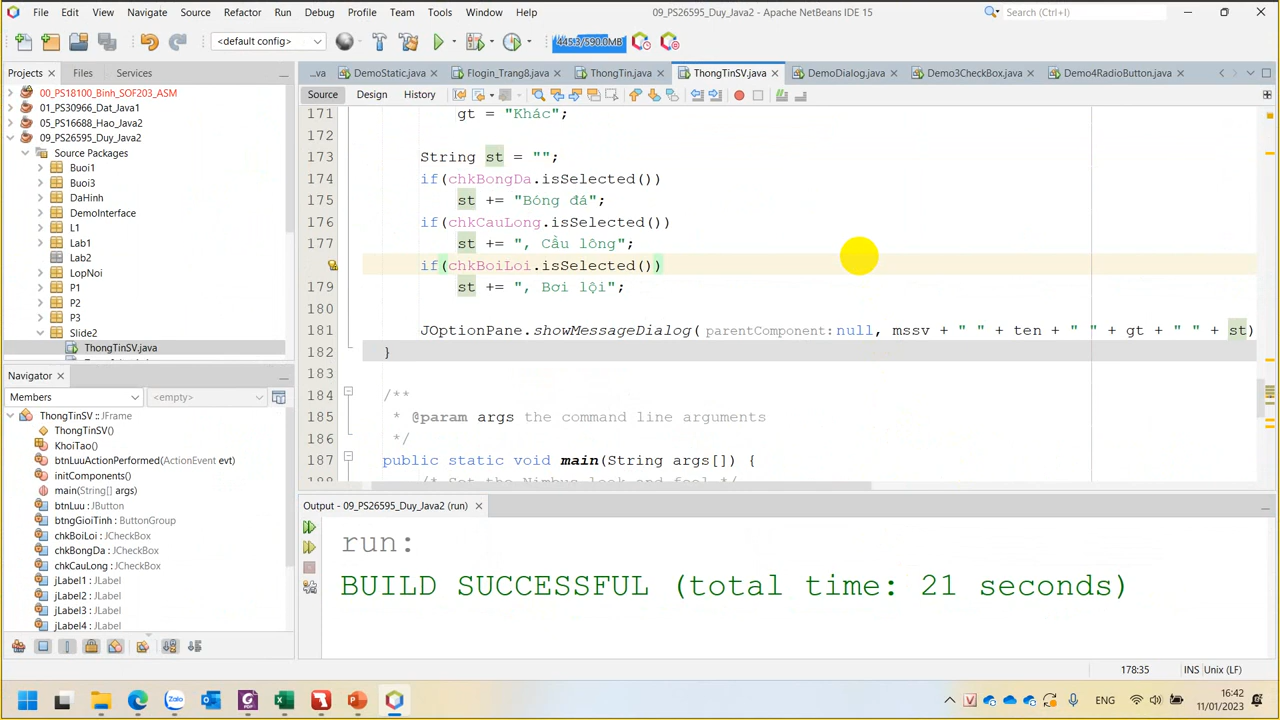 File Edit View Navigate Source Refactor Run Debug Profile Team Tools Window Help
09_PS26595_Duy_Java2 - Apache NetBeans IDE 15
Search (Ctrl+I)
<default config>
445.3/590.0MB
Projects Files Services
...va DemoStatic.java Flogin_Trang8.java ThongTin.java ThongTinSV.java DemoDialog.java Demo3CheckBox.java Demo4RadioButton.java
Source Design History
00_PS18100_Binh_SOF203_ASM
01_PS30966_Dat_Java1
05_PS16688_Hao_Java2
09_PS26595_Duy_Java2
Source Packages
Buoi1
Buoi3
DaHinh
DemoInterface
L1
Lab1
Lab2
LopNoi
P1
P2
P3
Slide2
ThongTinSV.java
171 gt = "Khác";
172
173 String st = "";
174 if(chkBongDa.isSelected())
175 st += "Bóng đá";
176 if(chkCauLong.isSelected())
177 st += ", Cầu lông";
if(chkBoiLoi.isSelected())
179 st += ", Bơi lội";
180
181 JOptionPane.showMessageDialog(parentComponent:null, mssv + " " + ten + " " + gt + " " + st)
182 }
183
184 /**
185 * @param args the command line arguments
186 */
187 public static void main(String args[]) {
Navigator
Members <empty>
ThongTinSV :: JFrame
ThongTinSV()
KhoiTao()
btnLuuActionPerformed(ActionEvent evt)
initComponents()
main(String[] args)
btnLuu : JButton
btngGioiTinh : ButtonGroup
chkBoiLoi : JCheckBox
chkBongDa : JCheckBox
chkCauLong : JCheckBox
jLabel1 : JLabel
jLabel2 : JLabel
jLabel3 : JLabel
jLabel4 : JLabel
Output - 09_PS26595_Duy_Java2 (run)
run:
BUILD SUCCESSFUL (total time: 21 seconds)
178:35 INS Unix (LF)
ENG
16:42
11/01/2023